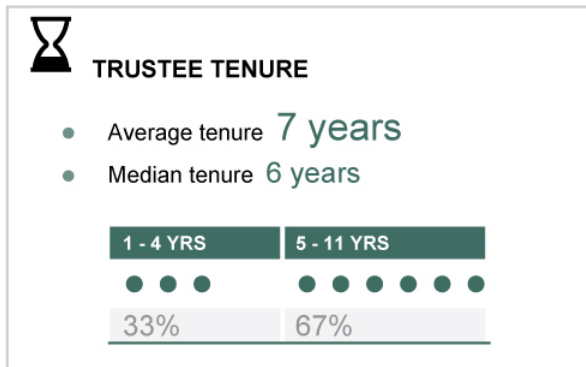 TRUSTEE TENURE
Average tenure 7 years
Median tenure 6 years
1 - 4 YRS 5 - 11 YRS
33% 67%